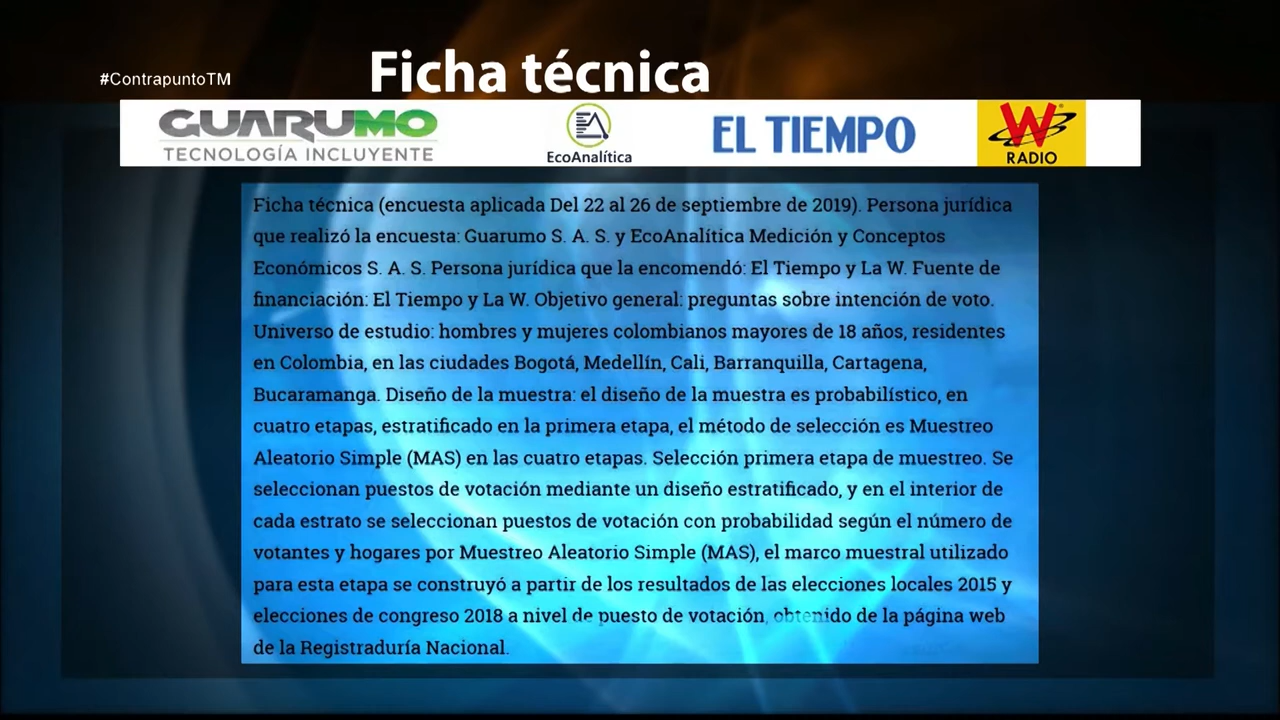 #ContrapuntoTM
Ficha técnica
GUARUMO
TECNOLOGÍA INCLUYENTE
EcoAnalítica
EL TIEMPO
W
RADIO
Ficha técnica (encuesta aplicada Del 22 al 26 de septiembre de 2019). Persona jurídica
que realizó la encuesta: Guarumo S. A. S. y EcoAnalítica Medición y Conceptos
Económicos S. A. S. Persona jurídica que la encomendó: El Tiempo y La W. Fuente de
financiación: El Tiempo y La W. Objetivo general: preguntas sobre intención de voto.
Universo de estudio: hombres y mujeres colombianos mayores de 18 años, residentes
en Colombia, en las ciudades Bogotá, Medellín, Cali, Barranquilla, Cartagena,
Bucaramanga. Diseño de la muestra: el diseño de la muestra es probabilístico, en
cuatro etapas, estratificado en la primera etapa, el método de selección es Muestreo
Aleatorio Simple (MAS) en las cuatro etapas. Selección primera etapa de muestreo. Se
seleccionan puestos de votación mediante un diseño estratificado, y en el interior de
cada estrato se seleccionan puestos de votación con probabilidad según el número de
votantes y hogares por Muestreo Aleatorio Simple (MAS), el marco muestral utilizado
para esta etapa se construyó a partir de los resultados de las elecciones locales 2015 y
elecciones de congreso 2018 a nivel de puesto de votación, obtenido de la página web
de la Registraduría Nacional.